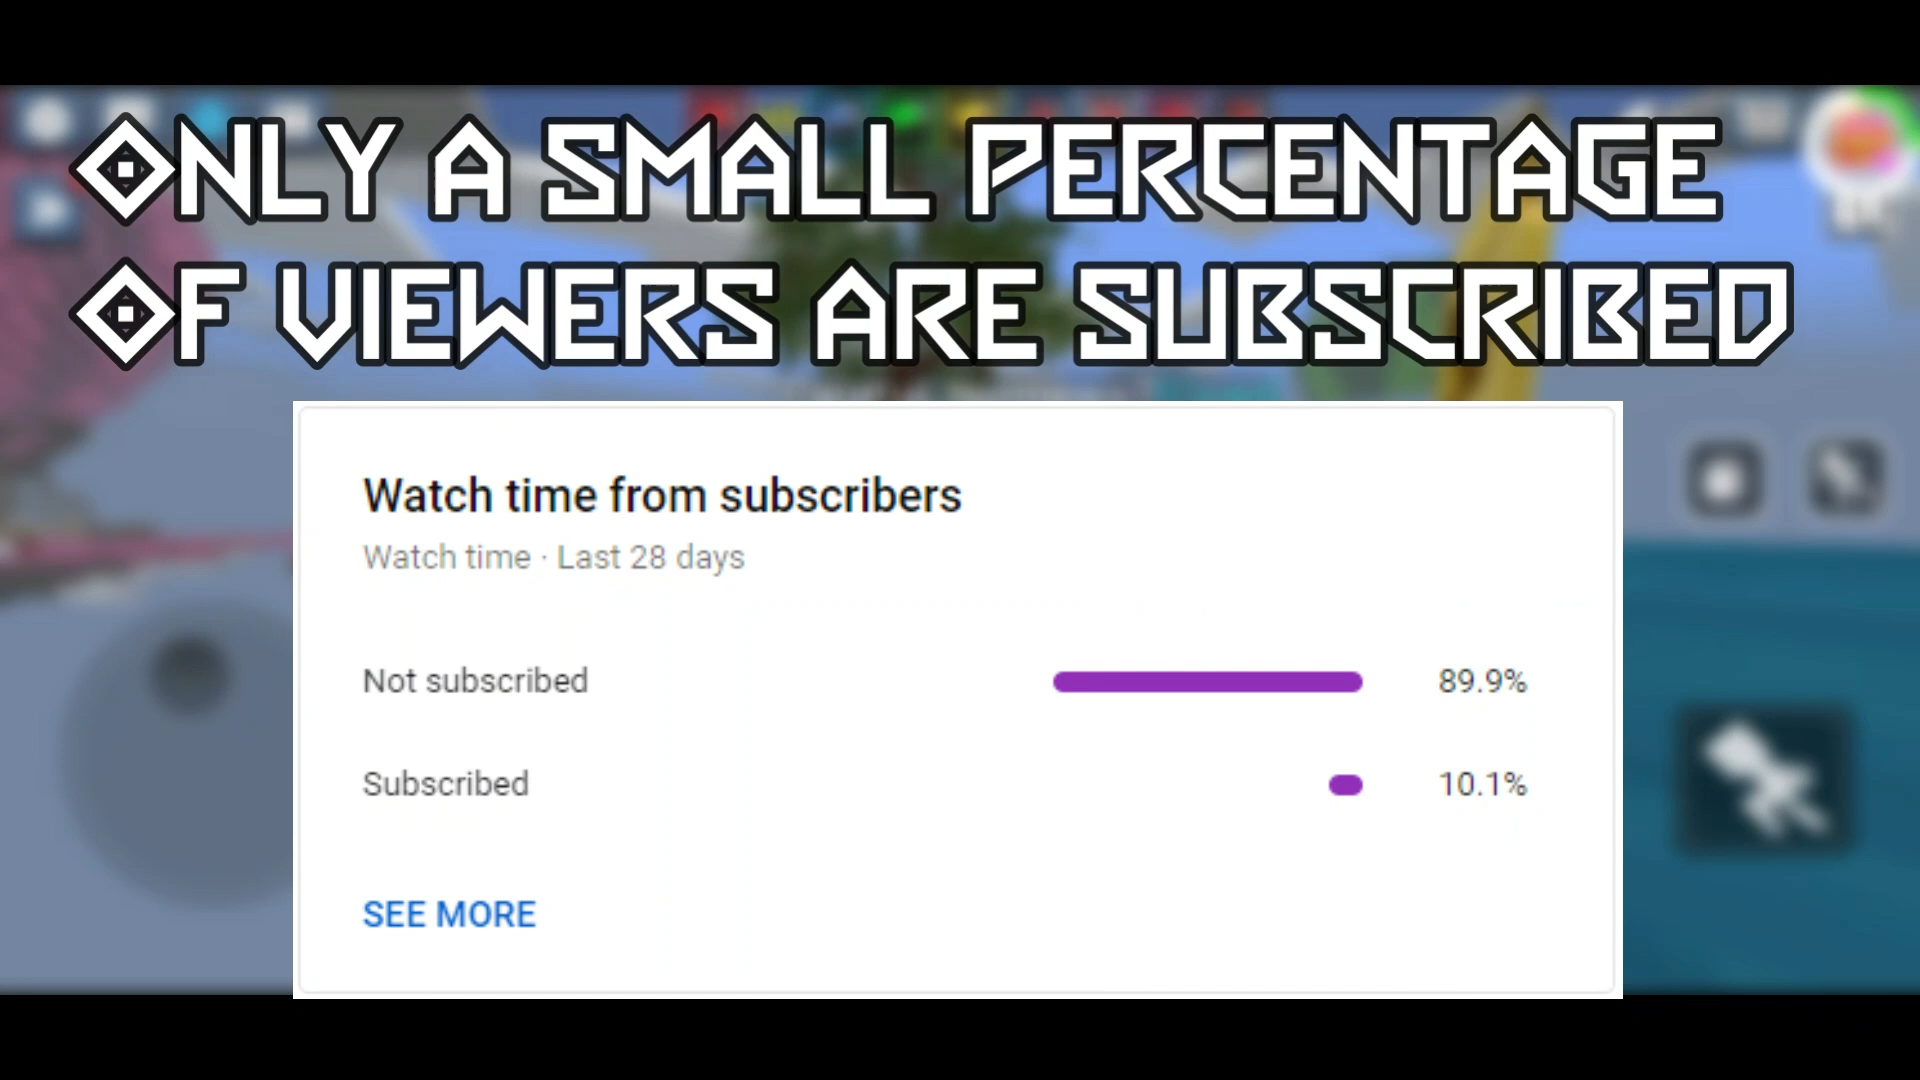 ONLY A SMALL PERCENTAGE
OF VIEWERS ARE SUBSCRIBED
Watch time from subscribers
Watch time · Last 28 days
Not subscribed 89.9%
Subscribed 10.1%
SEE MORE